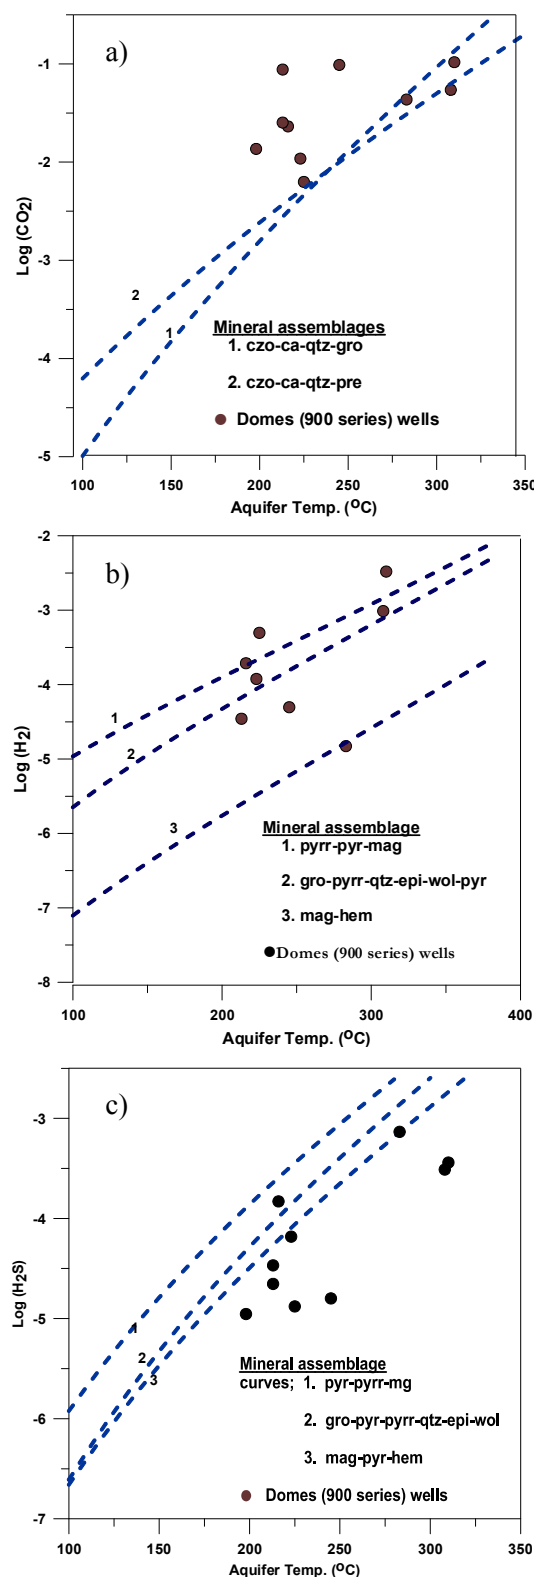 a)
-1
-2
-3
-4
-5
Log (CO2)
2
1
Mineral assemblages
1. czo-ca-qtz-gro
2. czo-ca-qtz-pre
Domes (900 series) wells
100 150 200 250 300 350
Aquifer Temp. (OC)
b)
-2
-3
-4
-5
-6
-7
-8
Log (H2)
1
2
3
Mineral assemblage
1. pyrr-pyr-mag
2. gro-pyrr-qtz-epi-wol-pyr
3. mag-hem
Domes (900 series) wells
100 200 300 400
Aquifer Temp. (OC)
c)
-3
-4
-5
-6
-7
Log (H2S)
1
2
3
Mineral assemblage
curves; 1. pyr-pyrr-mg
2. gro-pyr-pyrr-qtz-epi-wol
3. mag-pyr-hem
Domes (900 series) wells
100 150 200 250 300 350
Aquifer Temp. (OC)